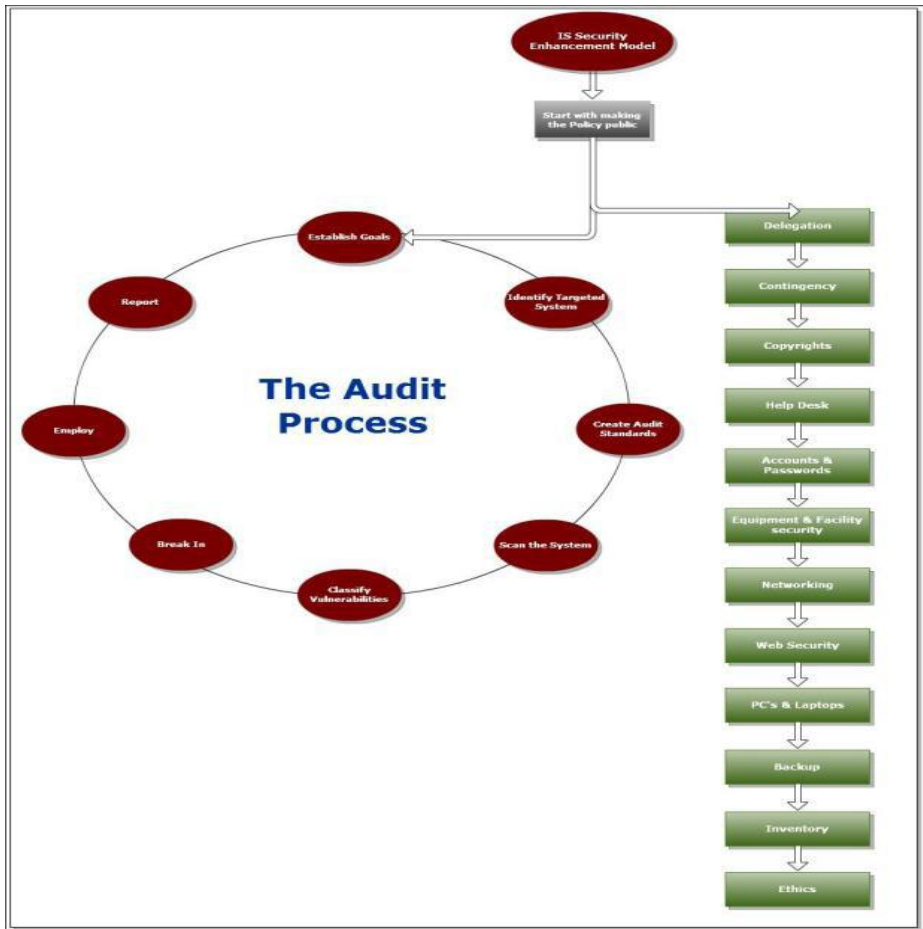 IS Security
Enhancement Model
Start with making
the Policy public
Establish Goals
Identify Targeted
System
Create Audit
Standards
Scan the System
Classify
Vulnerabilities
Break In
Employ
Report
The Audit
Process
Delegation
Contingency
Copyrights
Help Desk
Accounts &
Passwords
Equipment & Facility
security
Networking
Web Security
PC's & Laptops
Backup
Inventory
Ethics